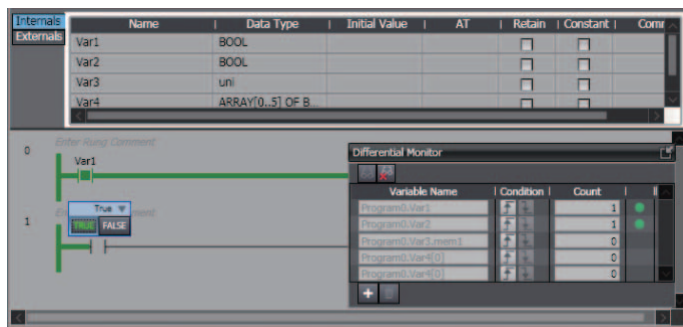 Internals
Externals
Name | Data Type | Initial Value | AT | Retain | Constant | Com
Var1 BOOL
Var2 BOOL
Var3 uni
Var4 ARRAY[0..5] OF B...
Enter Rung Comment
0
Var1
Differential Monitor
Variable Name | Condition | Count |
Program0.Var1 1
Program0.Var2 1
Program0.Var3.mem1 0
Program0.Var4[0] 0
Program0.Var4[0] 0
1
True
TRUE FALSE